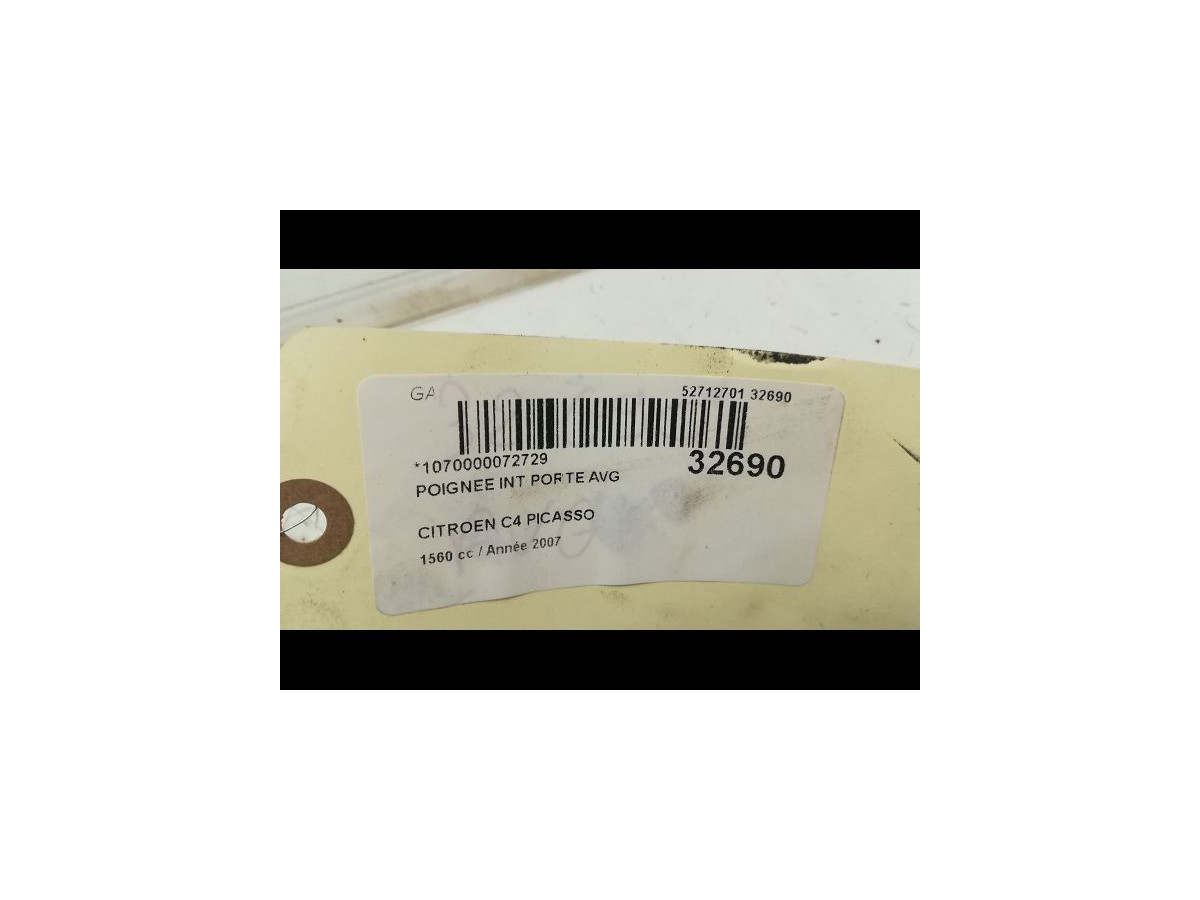 GA 52712701 32690
*1070000072729 32690
POIGNEE INT PORTE AVG
CITROEN C4 PICASSO
1560 cc / Année 2007